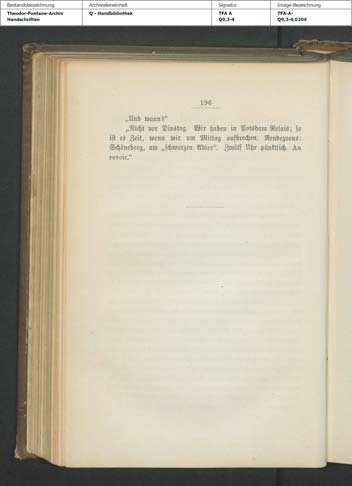 Bestandsbezeichnung Archivalieneinheit Signatur Image-Bezeichnung
Theodor-Fontane-Archiv Q - Handbibliothek TFA A TFA-A-
Handschriften Q9,3-4 Q9,3-4,0204
196
„Und wann?“
„Nicht vor Dinstag. Wir haben in Potsdam Relais; so
ist es Zeit, wenn wir um Mittag aufbrechen. Rendezvous:
Schöneberg, am „schwarzen Adler“. Zwölf Uhr pünktlich. Au
revoir.“